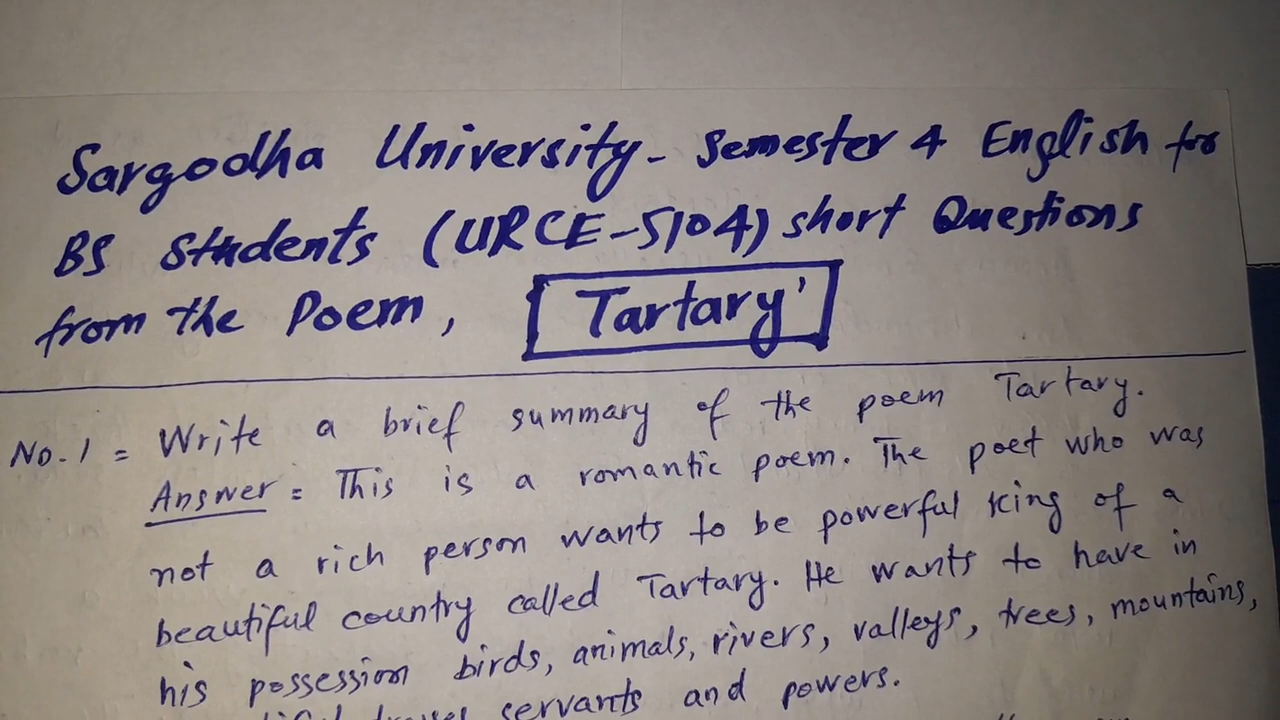 Sargodha University - Semester 4 English for
BS Students (URCE-5104) short Questions
from the Poem, [Tartary']
No. 1 = Write a brief summary of the poem Tartary.
Answer = This is a romantic poem. The poet who was
not a rich person wants to be powerful king of a
beautiful country called Tartary. He wants to have in
his possession birds, animals, rivers, valleys, trees, mountains,
servants and powers.